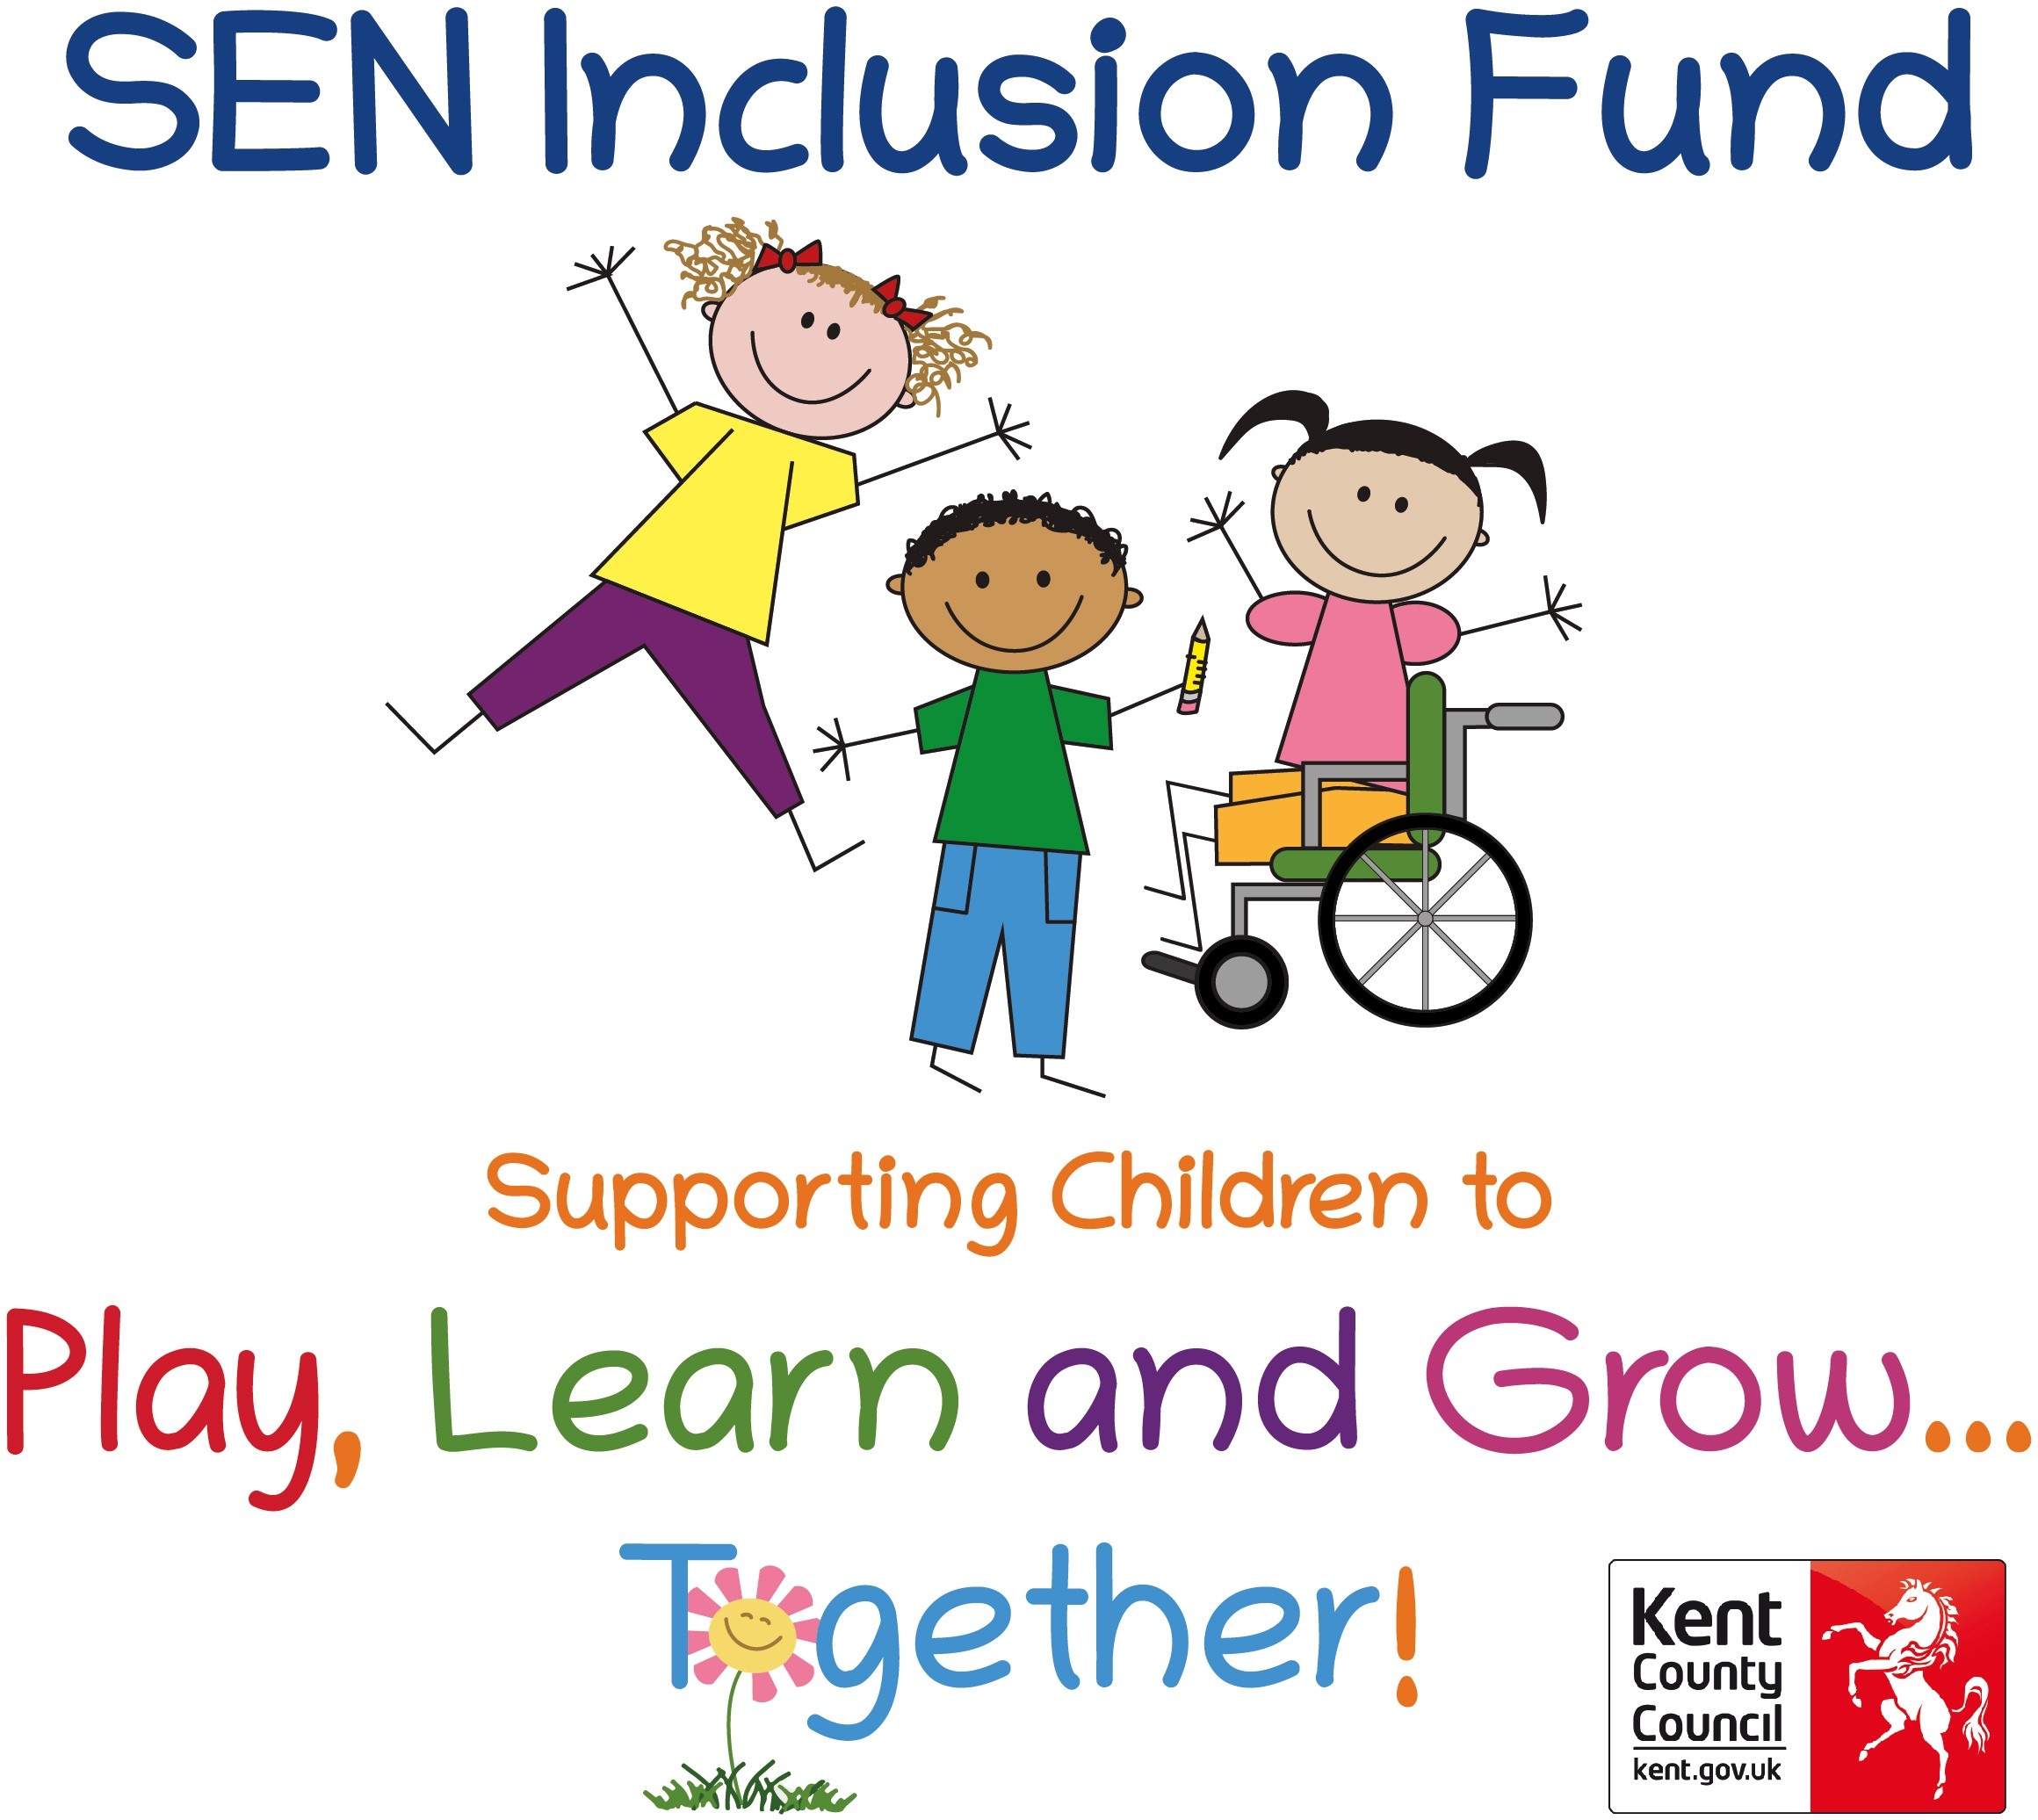 SEN Inclusion Fund
Supporting Children to
Play, Learn and Grow...
Together!
Kent
County
Council
kent.gov.uk